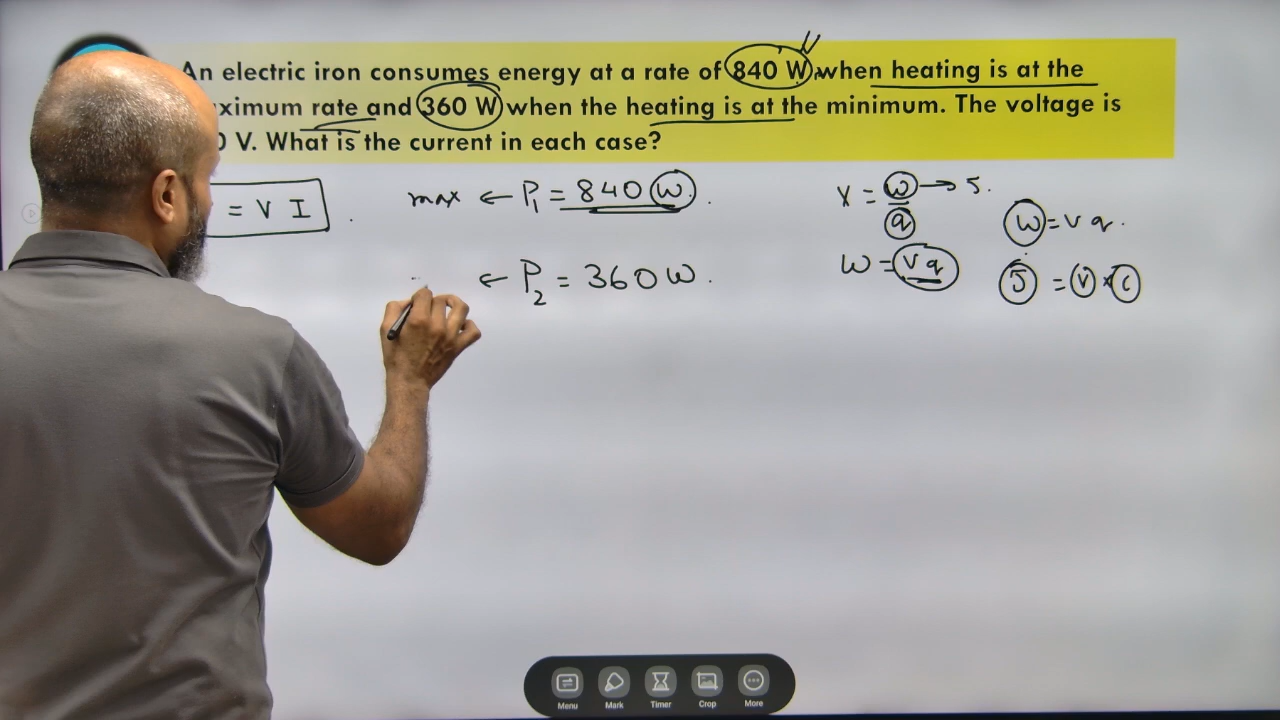 An electric iron consumes energy at a rate of 840 W when heating is at the
ximum rate and 360 W when the heating is at the minimum. The voltage is
0 V. What is the current in each case?
= V I
max ← P1 = 840 W.
← P2 = 360 W.
W = Vq
W = Vq.
J = V × C
Menu Mark Timer Crop More